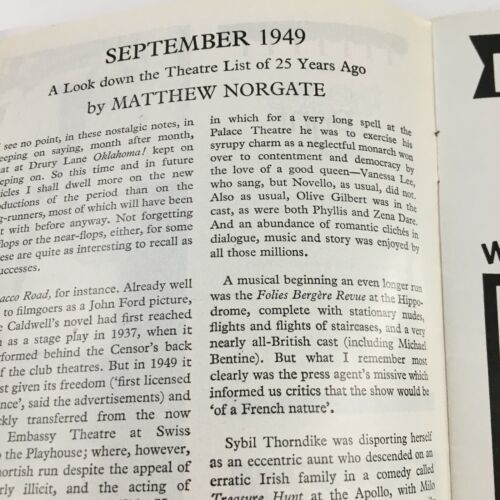 SEPTEMBER 1949
A Look down the Theatre List of 25 Years Ago
by MATTHEW NORGATE
see no point, in these nostalgic notes, in
eeping on saying, month after month,
at at Drury Lane Oklahoma! kept on
eping on. So this time and in future
icles I shall dwell more on the new
oductions of the period than on the
g-runners, most of which will have been
t with before anyway. Not forgetting
flops or the near-flops, either, for some
ese are quite as interesting to recall as
uccesses.
acco Road, for instance. Already well
to filmgoers as a John Ford picture,
e Caldwell's novel had first reached
n as a stage play in 1937, when it
rformed behind the Censor's back
of the club theatres. But in 1949 it
st given its freedom ('first licensed
nce', said the advertisements) and
ckly transferred from the now
Embassy Theatre at Swiss
o the Playhouse; where, however,
hortish run despite the appeal of
rly illicit, and the acting of
in which for a very long spell at the
Palace Theatre he was to exercise his
syrupy charm as a neglectful monarch won
over to contentment and democracy by
the love of a good queen—Vanessa Lee,
who sang, but Novello, as usual, did not.
Also as usual, Olive Gilbert was in the
cast, as were both Phyllis and Zena Dare.
And an abundance of romantic clichés in
dialogue, music and story was enjoyed by
all those millions.
A musical beginning an even longer run
was the Folies Bergère Revue at the Hippo-
drome, complete with stationary nudes,
flights and flights of staircases, and a very
nearly all-British cast (including Michael
Bentine). But what I remember most
clearly was the press agent's missive which
informed us critics that the show would be
'of a French nature'.
Sybil Thorndike was disporting herself
as an eccentric aunt who descended on an
erratic Irish family in a comedy called
Treasure Hunt at the Apollo, with Milo
W